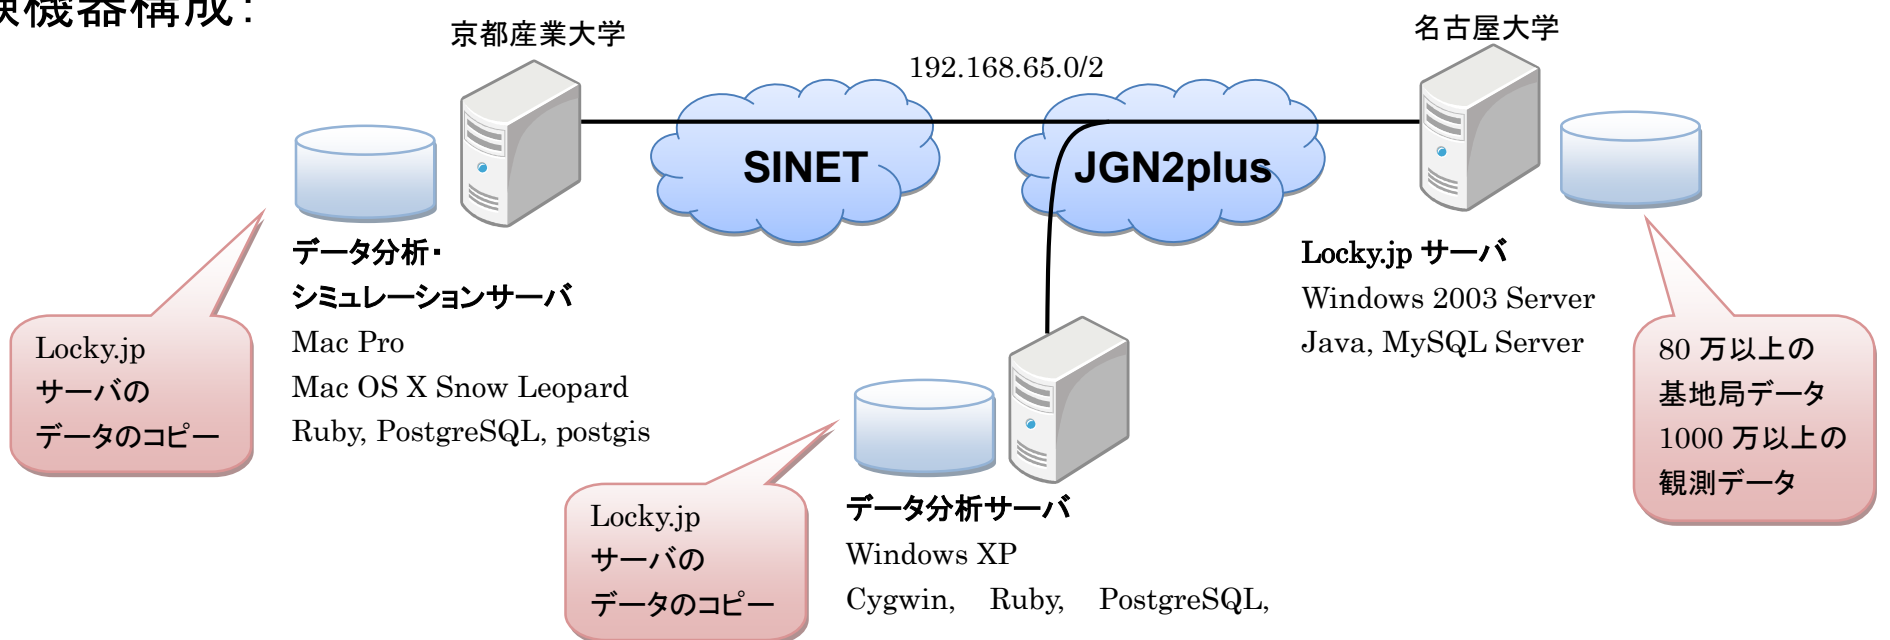 験機器構成:
京都産業大学
名古屋大学
192.168.65.0/2
SINET
JGN2plus
データ分析・
シミュレーションサーバ
Mac Pro
Mac OS X Snow Leopard
Ruby, PostgreSQL, postgis
Locky.jp
サーバの
データのコピー
Locky.jp サーバ
Windows 2003 Server
Java, MySQL Server
80 万以上の
基地局データ
1000 万以上の
観測データ
Locky.jp
サーバの
データのコピー
データ分析サーバ
Windows XP
Cygwin, Ruby, PostgreSQL,